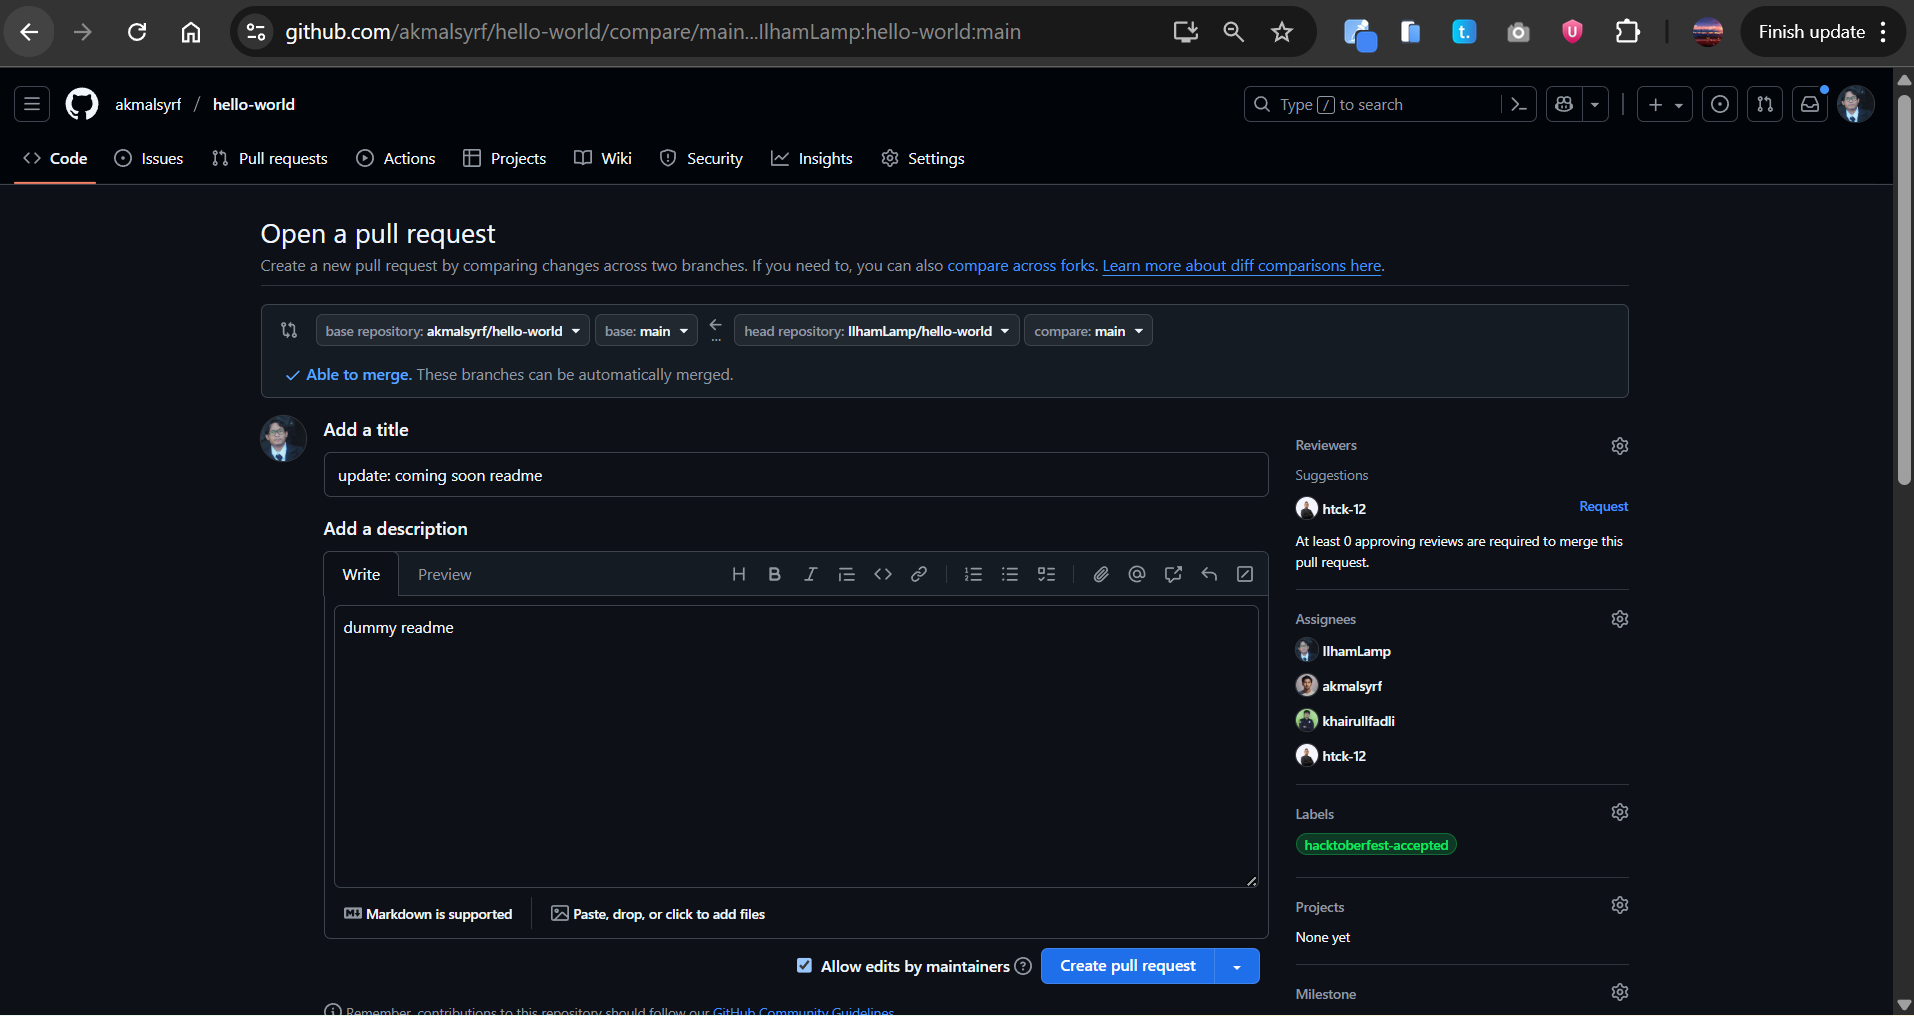 github.com/akmalsyrf/hello-world/compare/main...IlhamLamp:hello-world:main
t.
U
Finish update
akmalsyrf / hello-world
Type / to search
Code
Issues
Pull requests
Actions
Projects
Wiki
Security
Insights
Settings
Open a pull request
Create a new pull request by comparing changes across two branches. If you need to, you can also compare across forks. Learn more about diff comparisons here.
base repository: akmalsyrf/hello-world
base: main
...
head repository: IlhamLamp/hello-world
compare: main
Able to merge. These branches can be automatically merged.
Add a title
update: coming soon readme
Add a description
Write
Preview
dummy readme
Markdown is supported
Paste, drop, or click to add files
Allow edits by maintainers
Create pull request
Remember, contributions to this repository should follow our GitHub Community Guidelines.
Reviewers
Suggestions
htck-12
Request
At least 0 approving reviews are required to merge this
pull request.
Assignees
IlhamLamp
akmalsyrf
khairullfadli
htck-12
Labels
hacktoberfest-accepted
Projects
None yet
Milestone